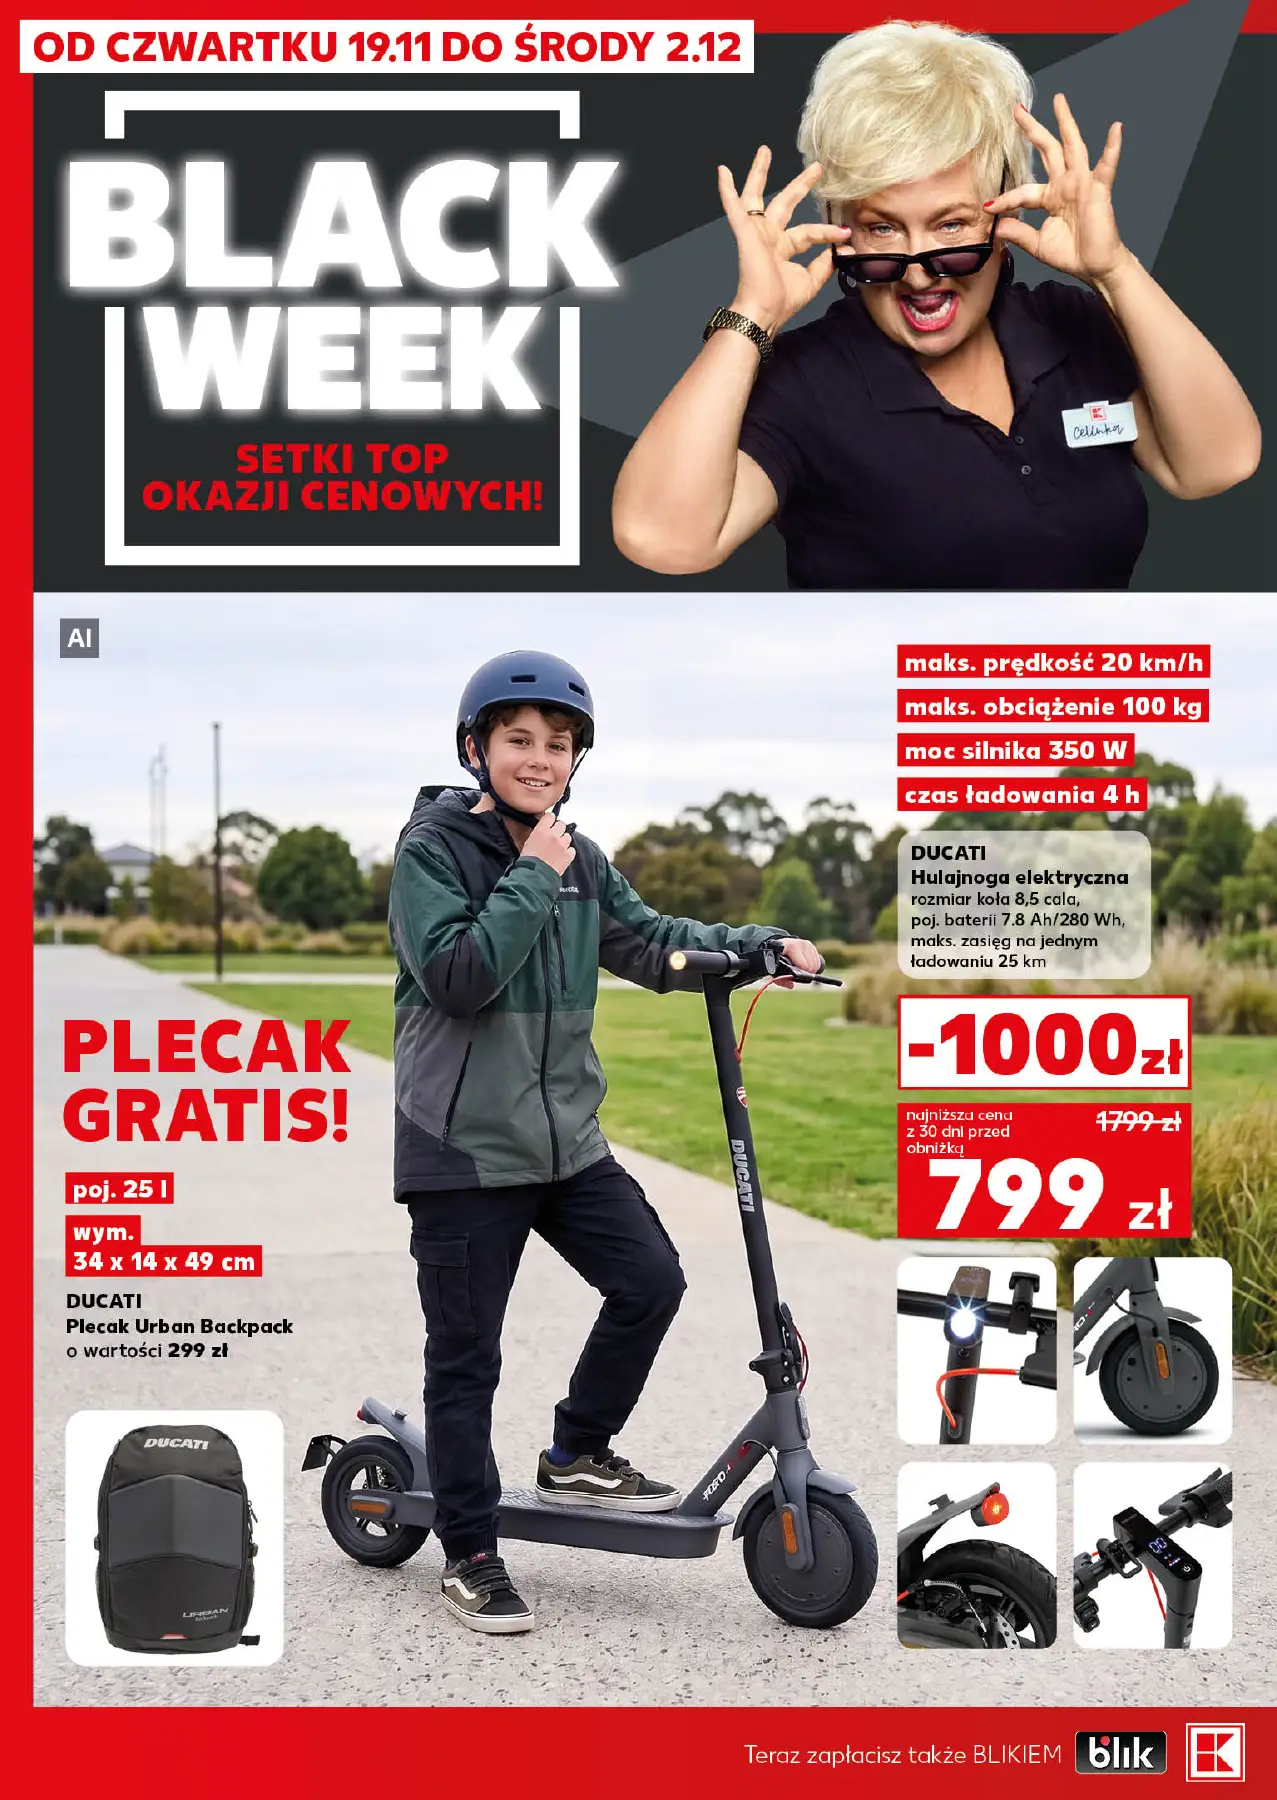 OD CZWARTKU 19.11 DO ŚRODY 2.12
BLACK
WEEK
SETKI TOP
OKAZJI CENOWYCH!
Celinka
AI
maks. prędkość 20 km/h
maks. obciążenie 100 kg
moc silnika 350 W
czas ładowania 4 h
DUCATI
Hulajnoga elektryczna
rozmiar koła 8,5 cala,
poj. baterii 7.8 Ah/280 Wh,
maks. zasięg na jednym
ładowaniu 25 km
-1000 zł
najniższa cena
z 30 dni przed
obniżką
1799 zł
799 zł
PLECAK
GRATIS!
poj. 25 l
wym.
34 x 14 x 49 cm
DUCATI
Plecak Urban Backpack
o wartości 299 zł
DUCATI
URBAN
Backpack
DUCATI
Teraz zapłacisz także BLIKIEM
blik
K